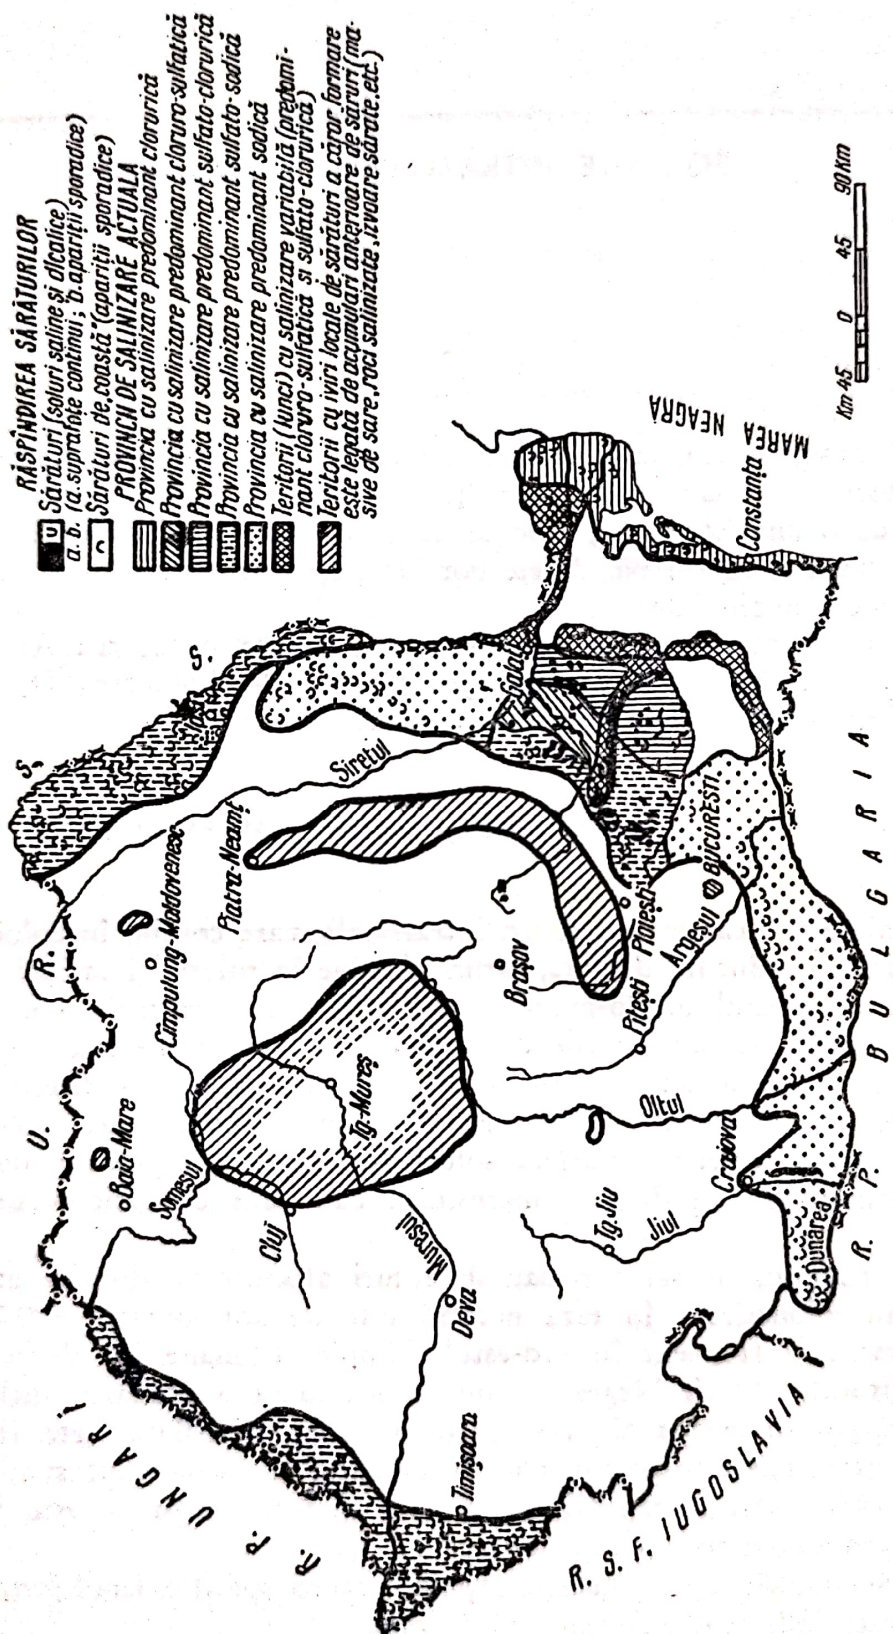 RĂSPÎNDIREA SĂRĂTURILOR
Sărături (soluri saline și alcalice)
a. b. (a. suprafețe continui; b. apariții sporadice)
Sărături de „coastă" (apariții sporadice)
PROVINCII DE SALINIZARE ACTUALĂ
Provincia cu salinizare predominant clorurică
Provincia cu salinizare predominant cloruro-sulfatică
Provincia cu salinizare predominant sulfato-clorurică
Provincia cu salinizare predominant sulfato-sodică
Provincia cu salinizare predominant sodică
Teritorii (lunci) cu salinizare variabilă (predomi-
nant cloruro-sulfatică și sulfato-clorurică)
Teritorii cu iviri locale de sărături a căror formare
este legată de acumulări anterioare de săruri (ma-
sive de sare, roci salinizate, izvoare sărate, etc.)
U.
R.
S.
S.
Baia-Mare
Someșul
Cîmpulung-Moldovenesc
Piatra-Neamț
Siretul
Cluj
Tg-Mureș
Mureșul
Deva
Timișoara
Brașov
Galați
Tg. Jiu
Jiul
Oltul
Pitești
Ploiești
Argeșul
BUCUREȘTI
Craiova
Dunărea
Constanța
MAREA NEAGRĂ
R. P. UNGARĂ
R. S. F. IUGOSLAVIA
R. P. BULGARIA
Km 45 0 45 90 Km